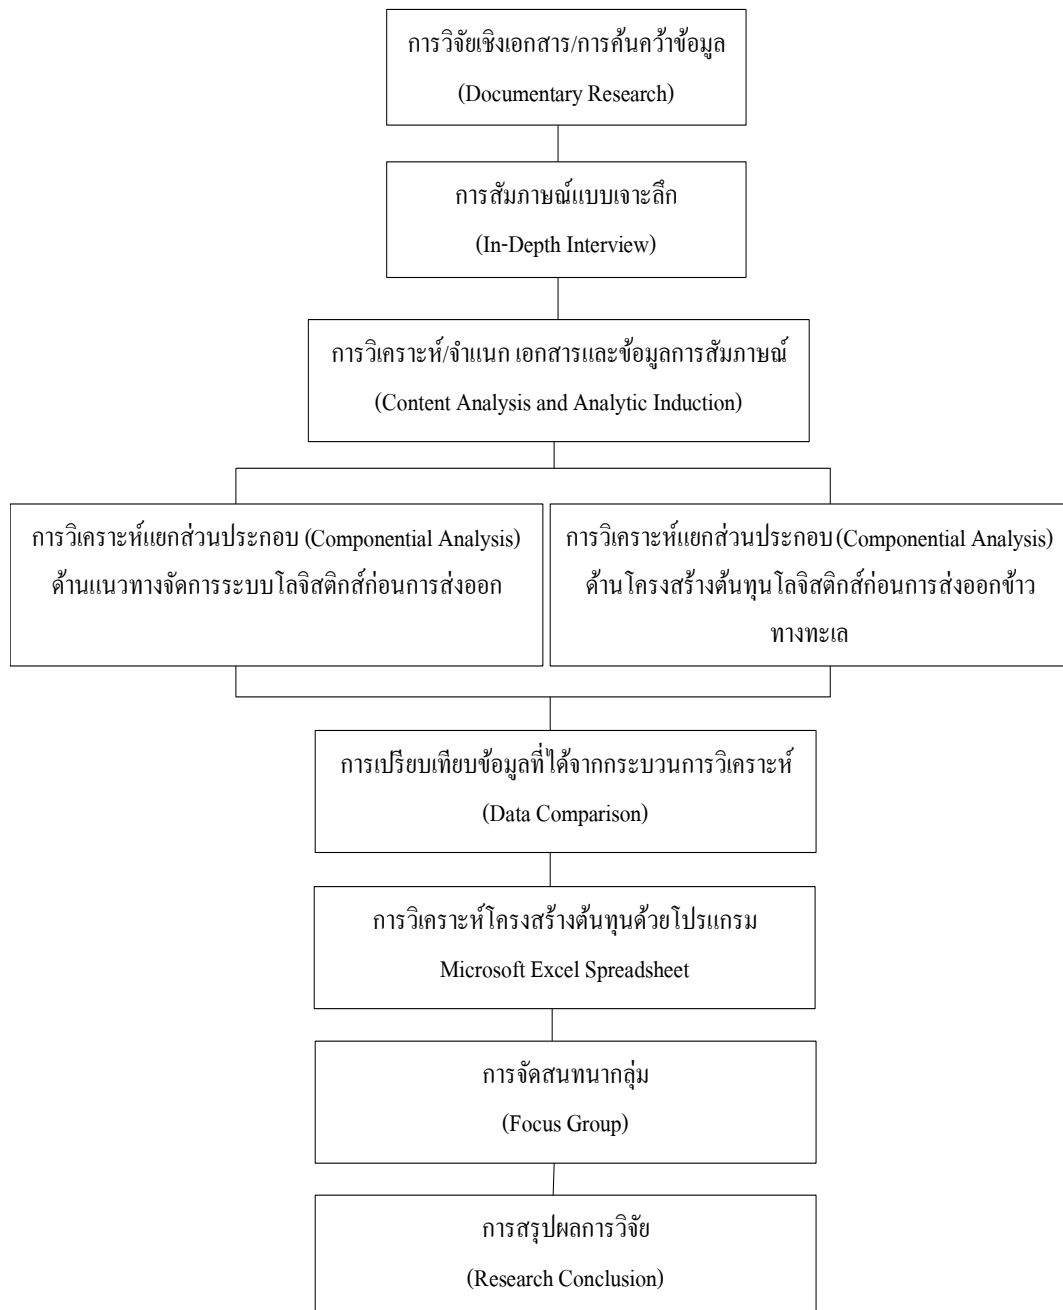 การวิจัยเชิงเอกสาร/การค้นคว้าข้อมูล
(Documentary Research)
การสัมภาษณ์แบบเจาะลึก
(In-Depth Interview)
การวิเคราะห์/จำแนก เอกสารและข้อมูลการสัมภาษณ์
(Content Analysis and Analytic Induction)
การวิเคราะห์แยกส่วนประกอบ (Componential Analysis)
ด้านแนวทางจัดการระบบโลจิสติกส์ก่อนการส่งออก
การวิเคราะห์แยกส่วนประกอบ (Componential Analysis)
ด้านโครงสร้างต้นทุนโลจิสติกส์ก่อนการส่งออกข้าว
ทางทะเล
การเปรียบเทียบข้อมูลที่ได้จากกระบวนการวิเคราะห์
(Data Comparison)
การวิเคราะห์โครงสร้างต้นทุนด้วยโปรแกรม
Microsoft Excel Spreadsheet
การจัดสนทนากลุ่ม
(Focus Group)
การสรุปผลการวิจัย
(Research Conclusion)